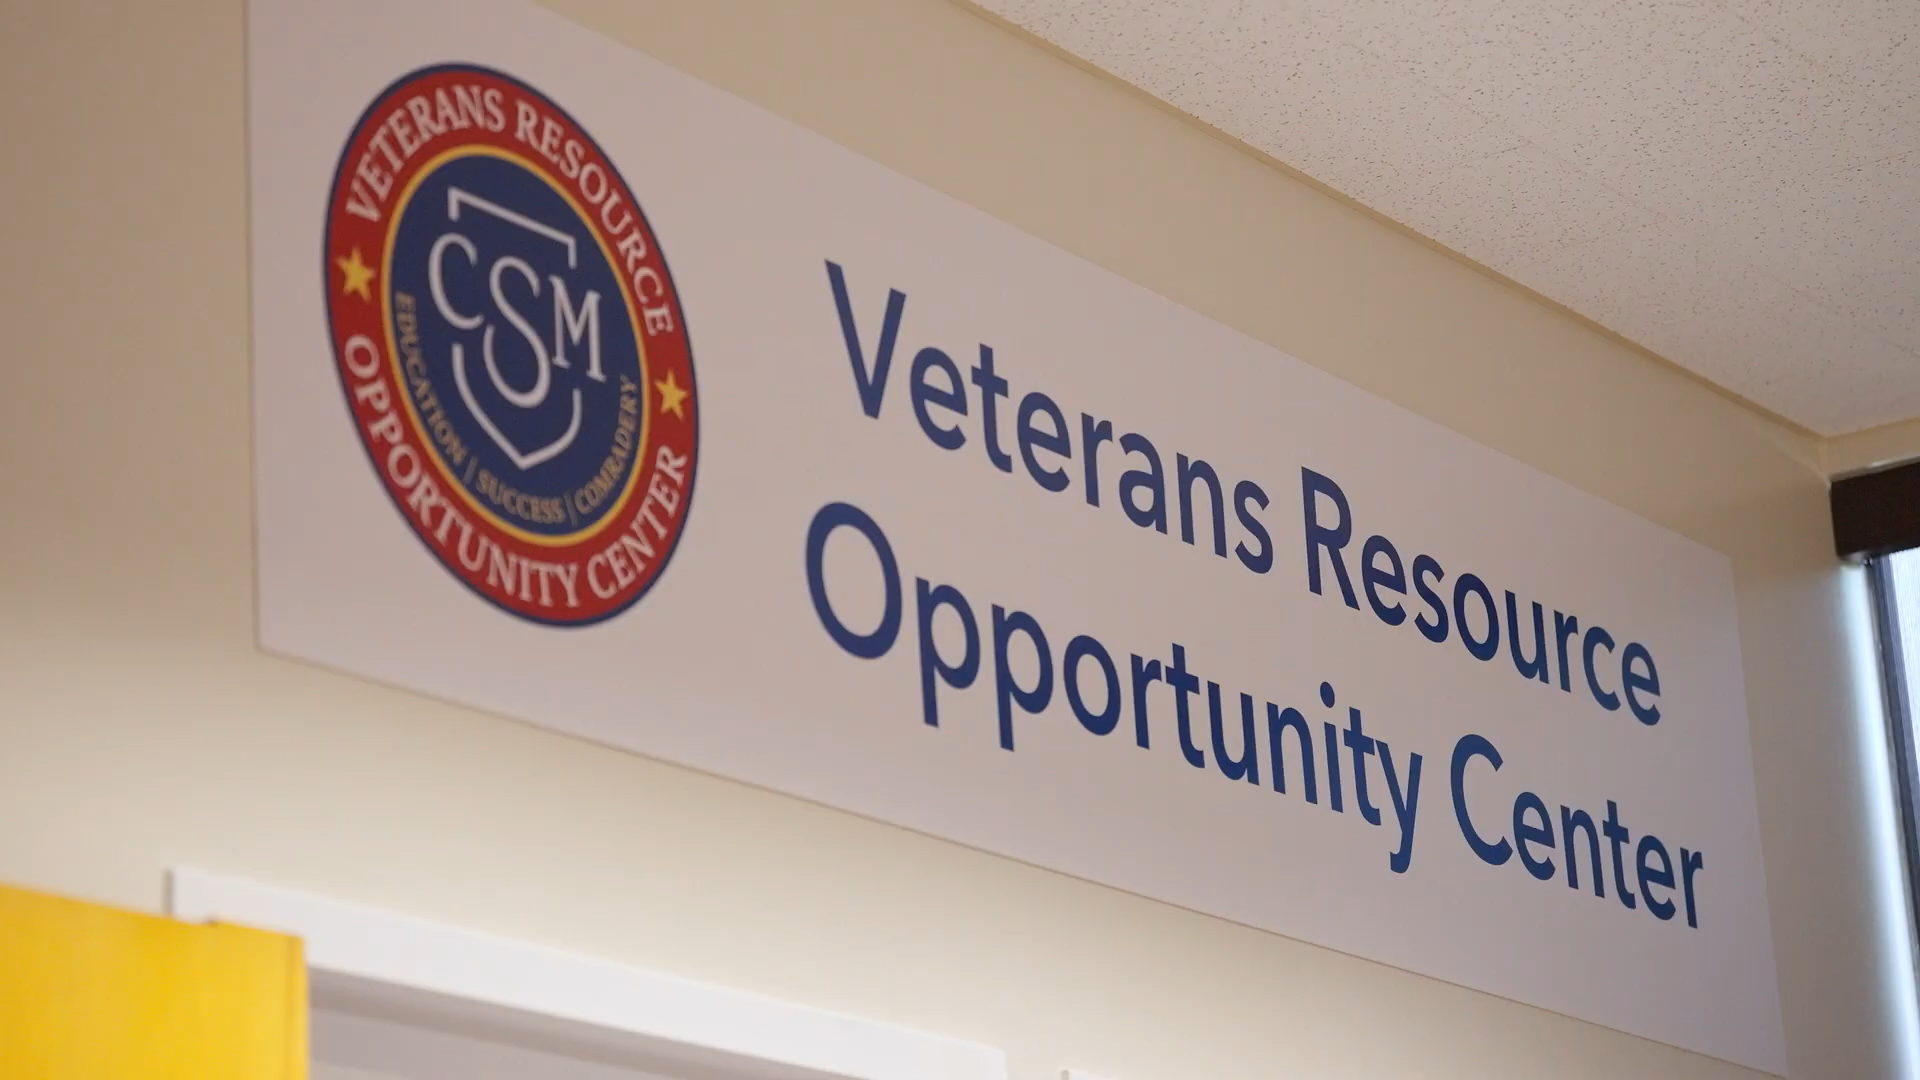 VETERANS RESOURCE
OPPORTUNITY CENTER
CSM
EDUCATION | SUCCESS | COMRADERY
Veterans Resource
Opportunity Center